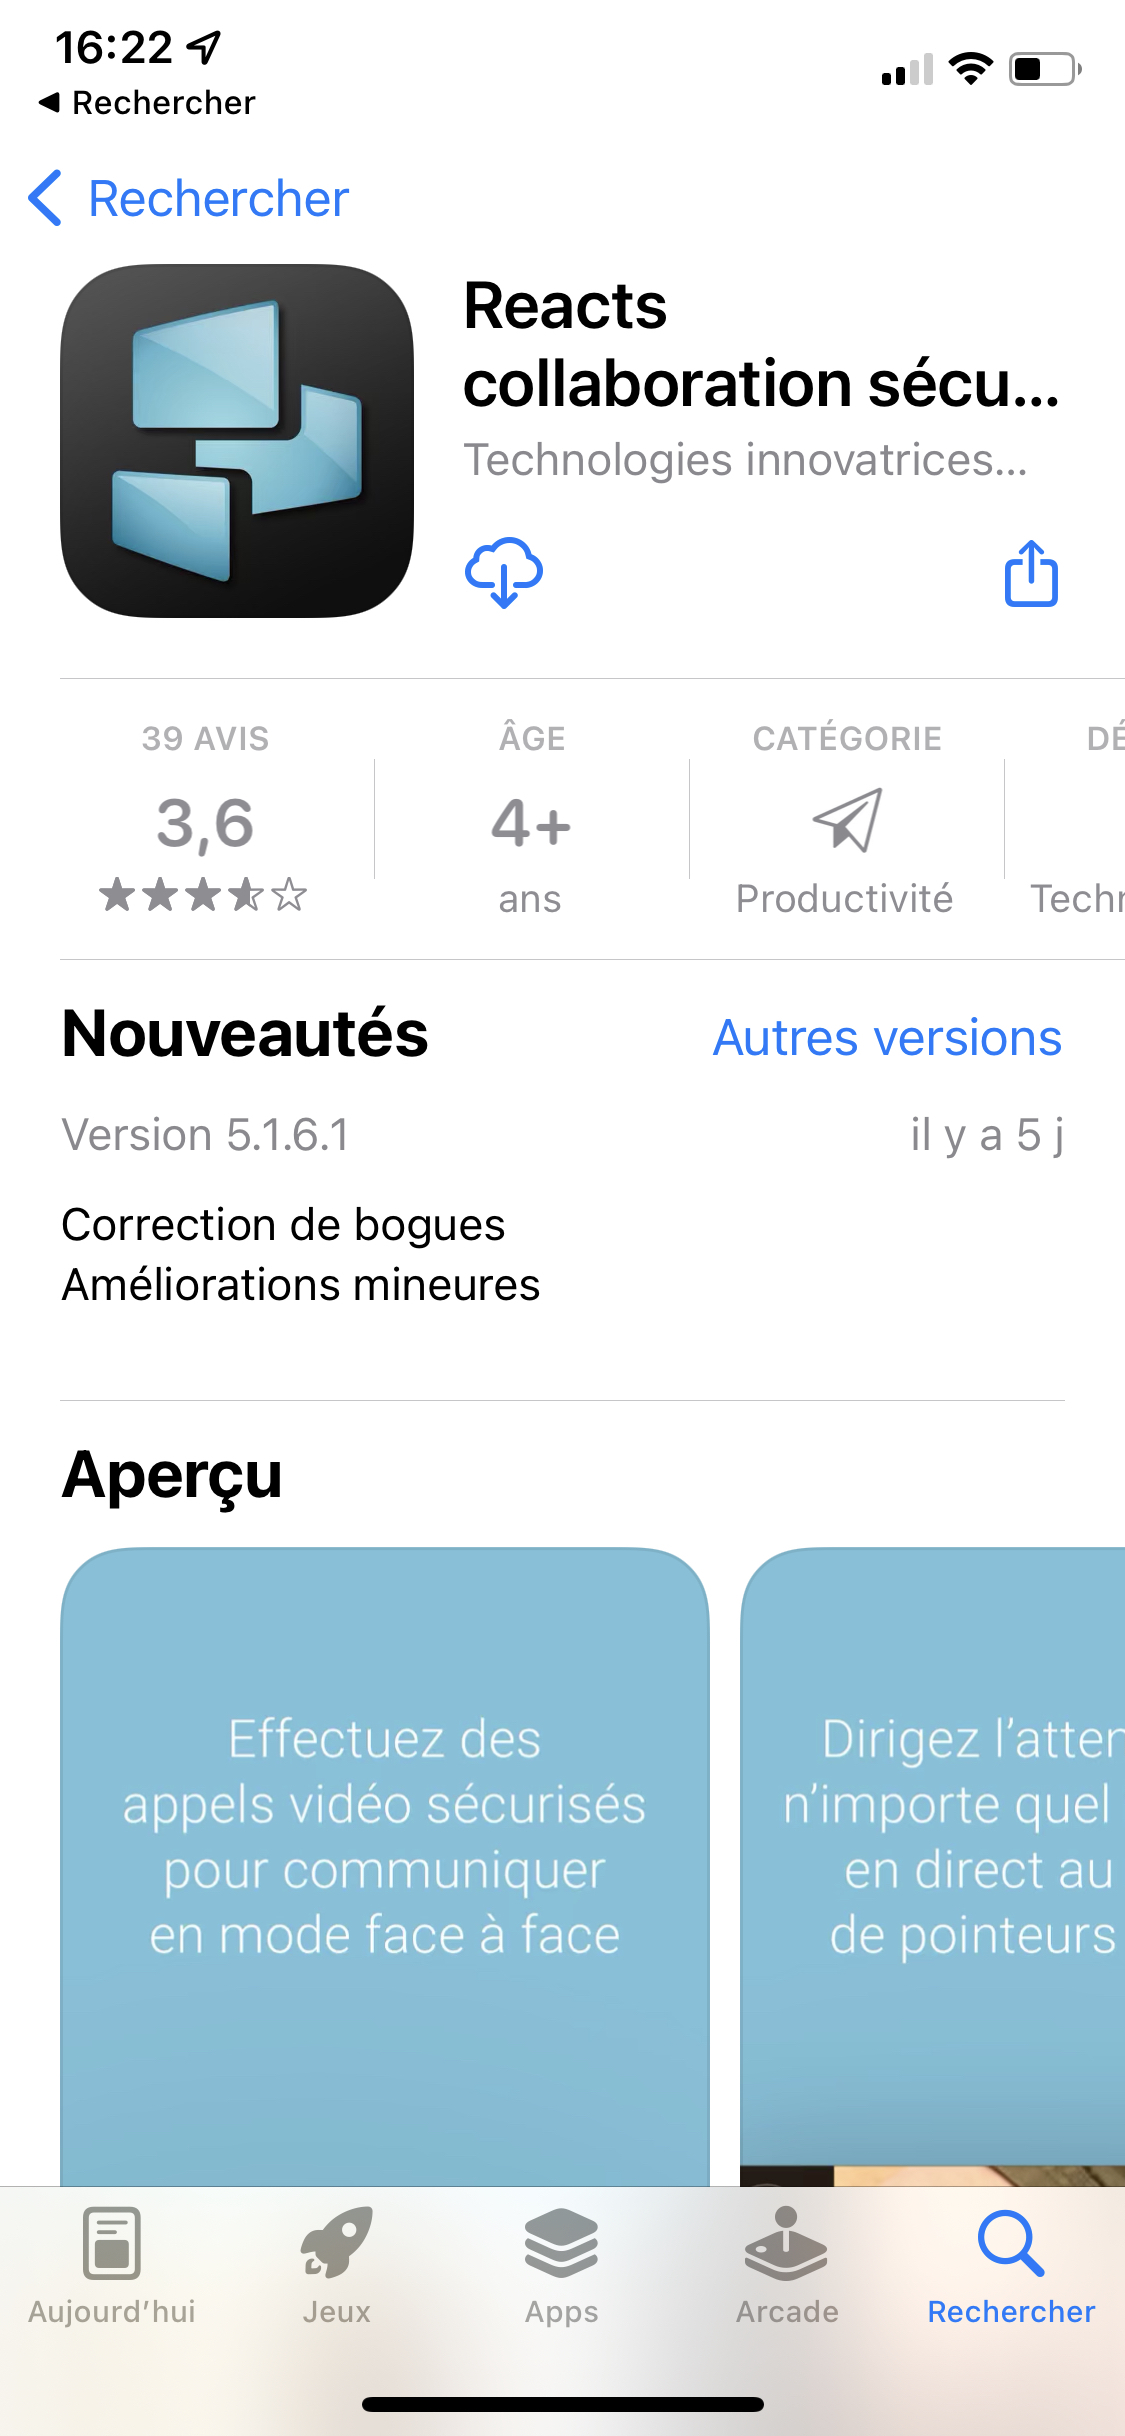 16:22
Rechercher
Rechercher
Reacts
collaboration sécu...
Technologies innovatrices...
39 AVIS
ÂGE
CATÉGORIE
DÉ
3,6
4+
ans
Productivité
Techn
Nouveautés
Autres versions
Version 5.1.6.1
il y a 5 j
Correction de bogues
Améliorations mineures
Aperçu
Effectuez des
appels vidéo sécurisés
pour communiquer
en mode face à face
Dirigez l’atten
n’importe quel
en direct au
de pointeurs
Aujourd’hui
Jeux
Apps
Arcade
Rechercher